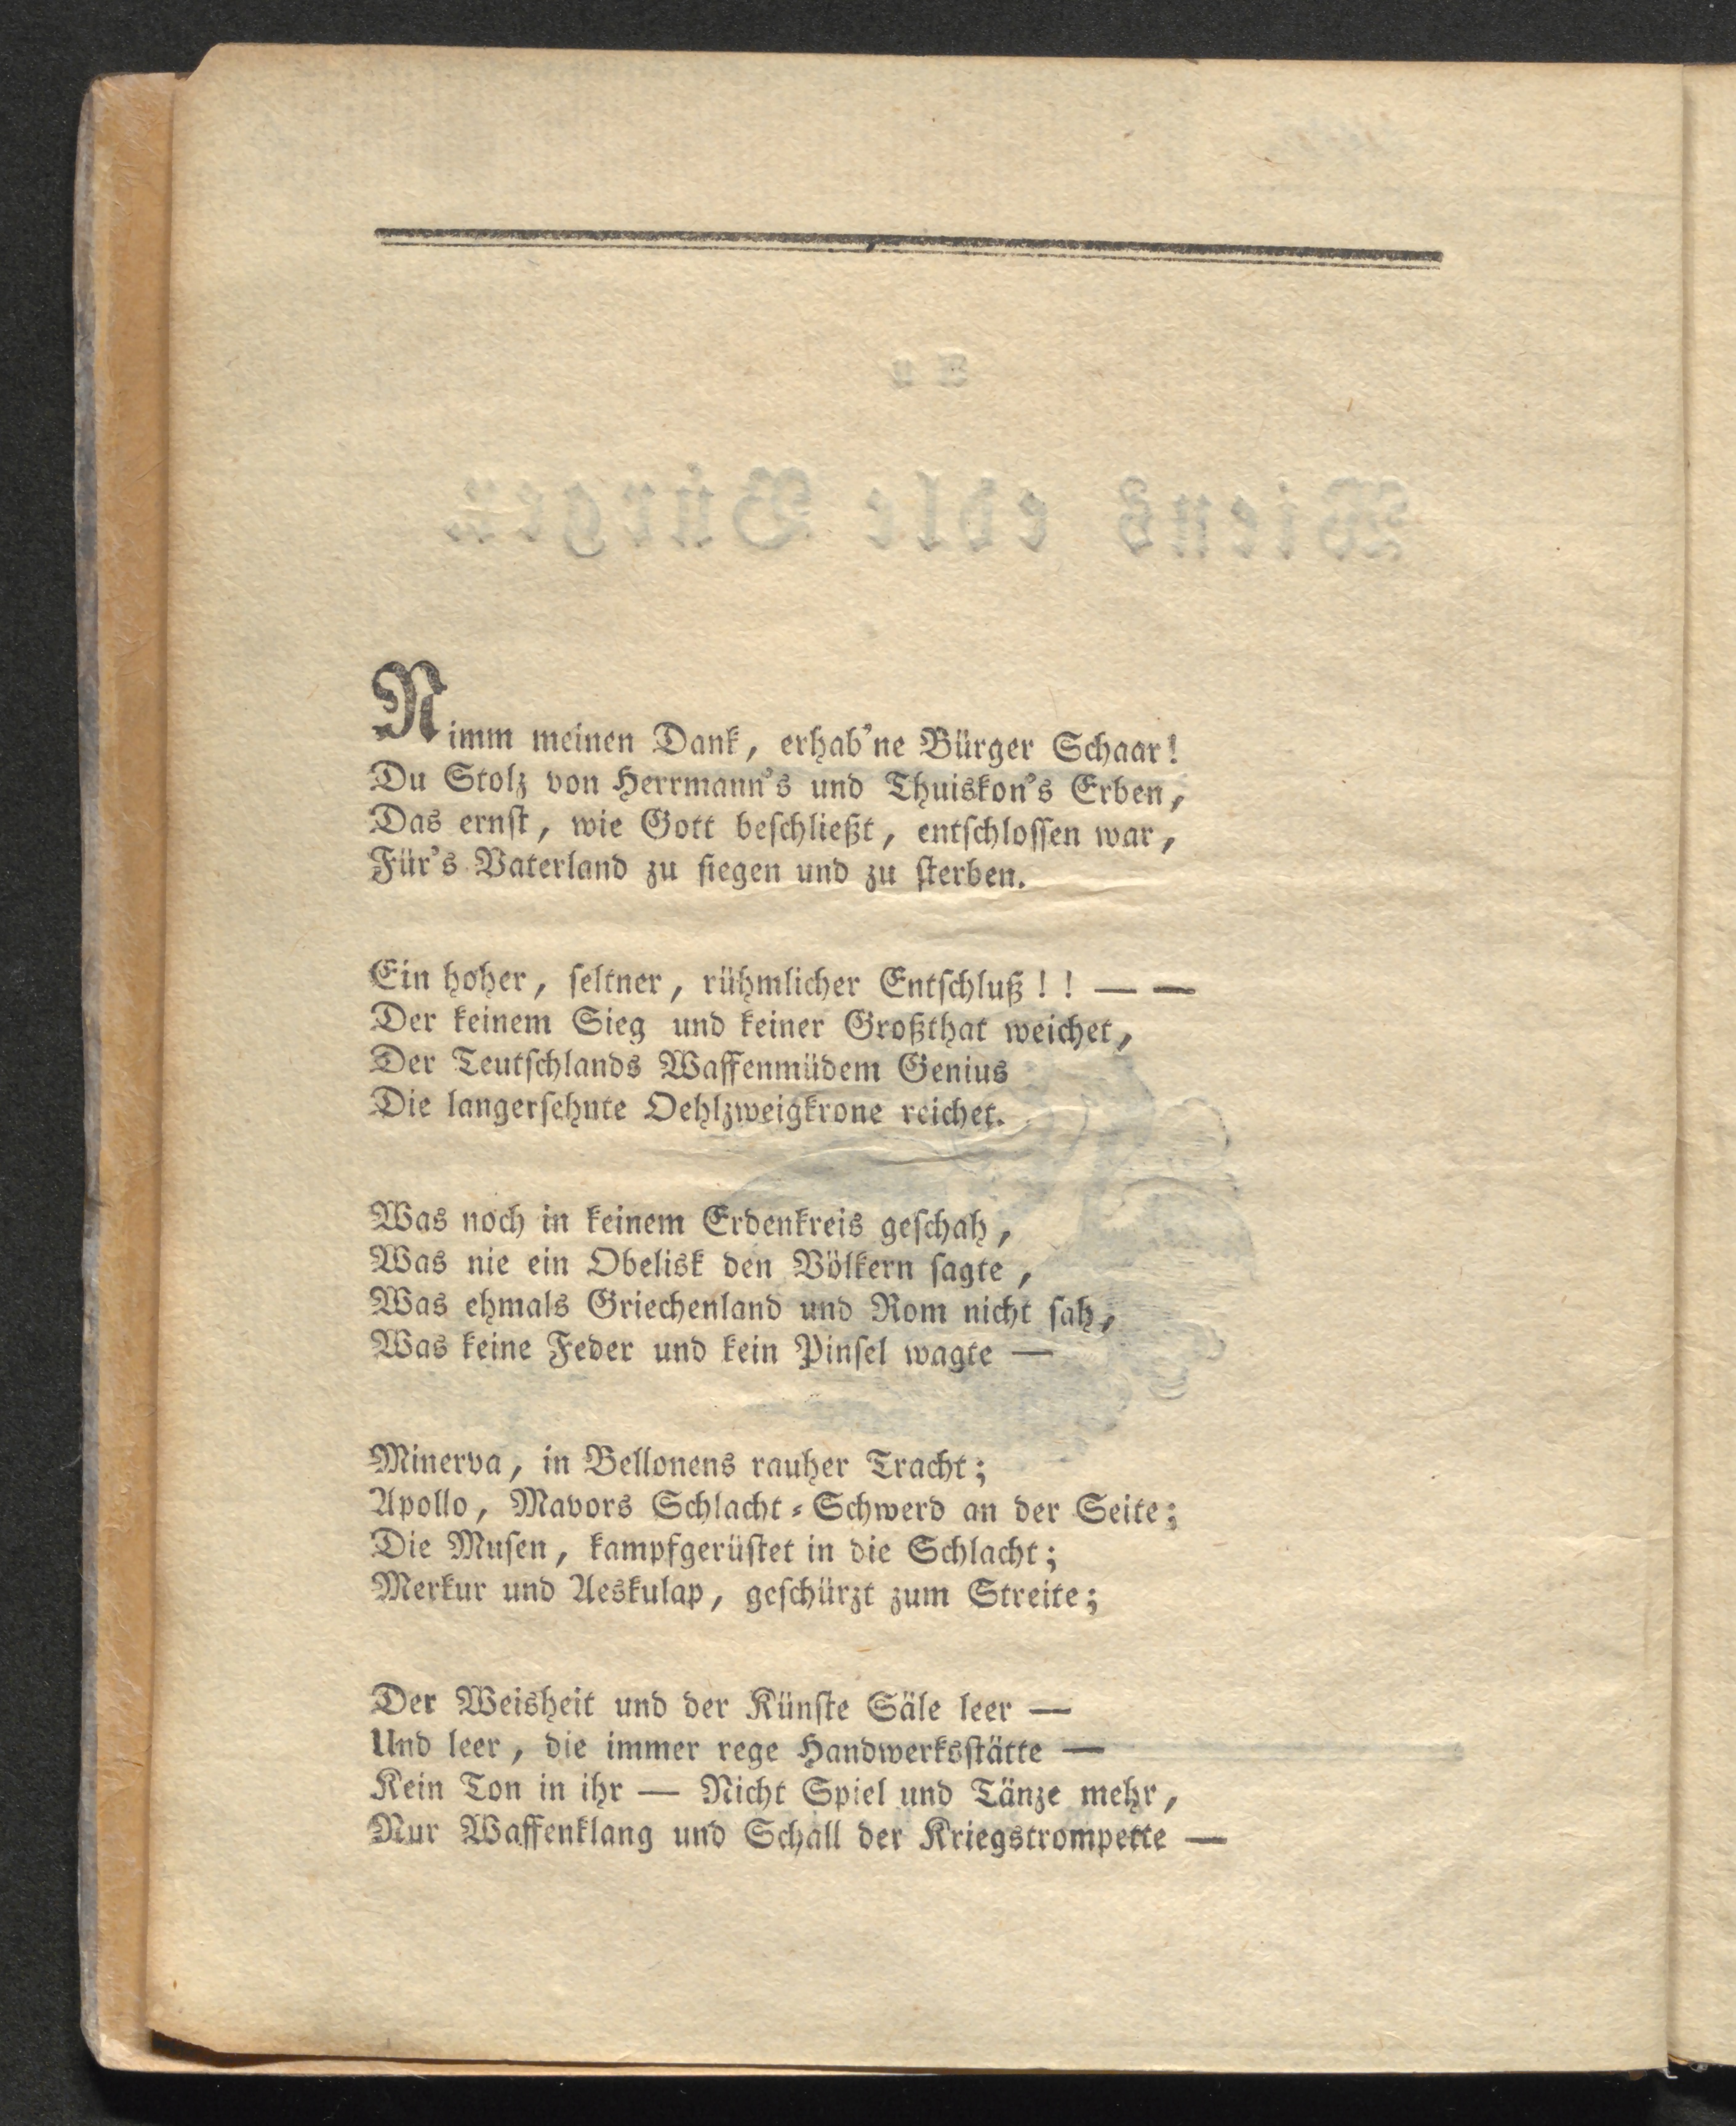 Nimm meinen Dank, erhab'ne Bürger Schaar!
Du Stolz von Herrmann's und Thuiskon's Erben,
Das ernst, wie Gott beschließt, entschlossen war,
Für's Vaterland zu siegen und zu sterben.
Ein hoher, seltner, rühmlicher Entschluß!! — —
Der keinem Sieg und keiner Großthat weichet,
Der Teutschlands Waffenmüdem Genius
Die langersehnte Oehlzweigkrone reichet.
Was noch in keinem Erdenkreis geschah,
Was nie ein Obelisk den Völkern sagte,
Was ehmals Griechenland und Rom nicht sah,
Was keine Feder und kein Pinsel wagte —
Minerva, in Bellonens rauher Tracht;
Apollo, Mavors Schlacht-Schwerd an der Seite;
Die Musen, kampfgerüstet in die Schlacht;
Merkur und Aeskulap, geschürzt zum Streite;
Der Weisheit und der Künste Säle leer —
Und leer, die immer rege Handwerksstätte —
Kein Ton in ihr — Nicht Spiel und Tänze mehr,
Nur Waffenklang und Schall der Kriegstrompette —